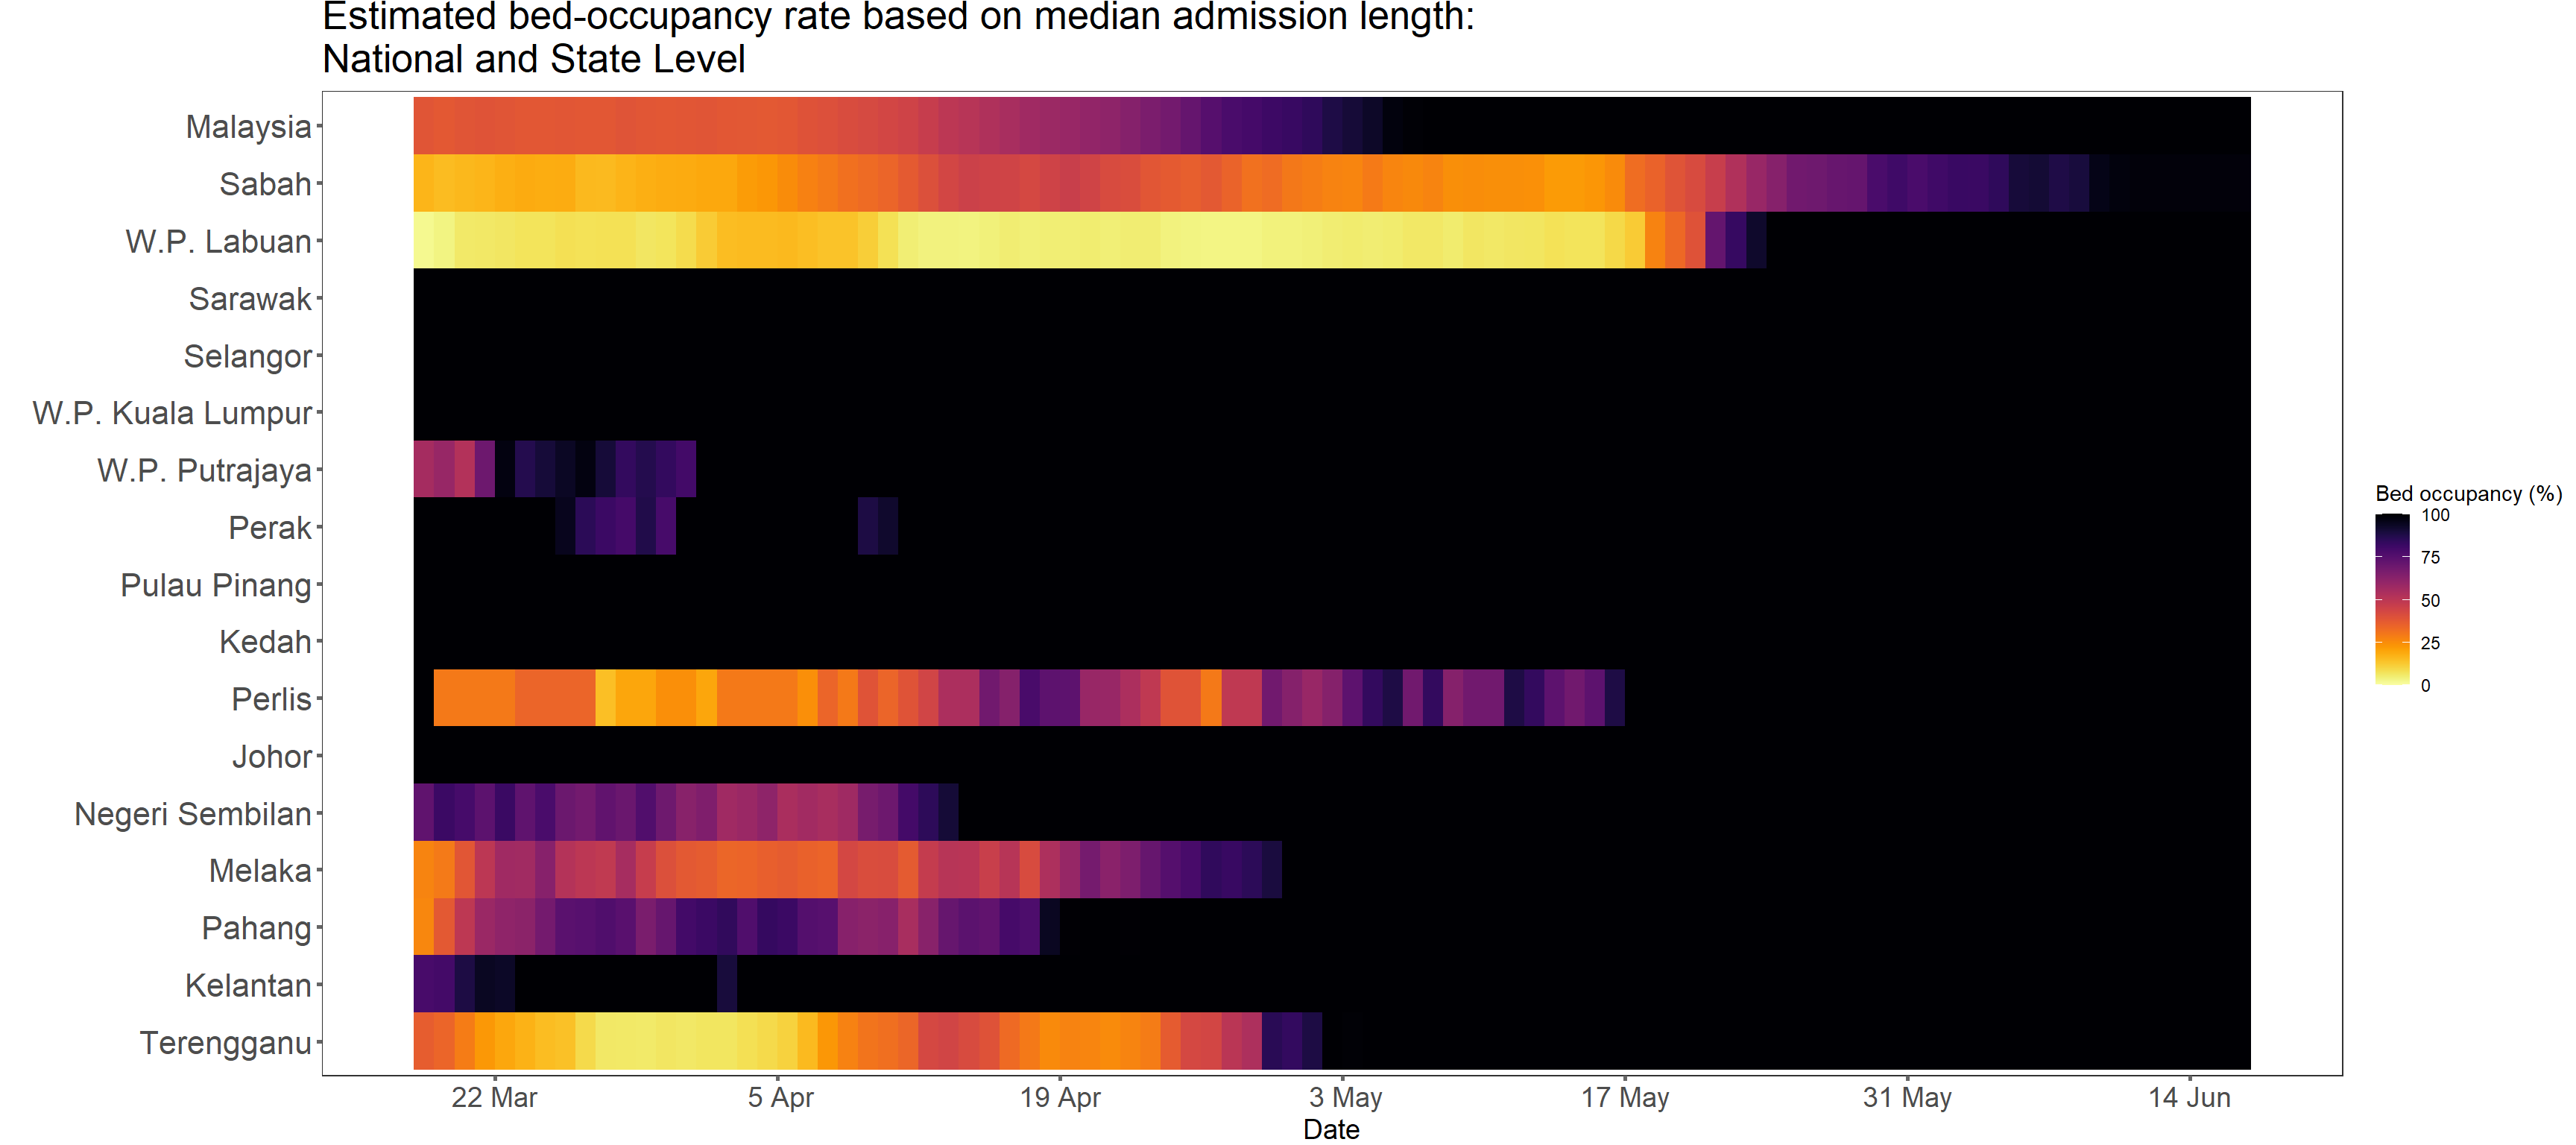 Estimated bed-occupancy rate based on median admission length:
National and State Level
Malaysia
Sabah
W.P. Labuan
Sarawak
Selangor
W.P. Kuala Lumpur
W.P. Putrajaya
Perak
Pulau Pinang
Kedah
Perlis
Johor
Negeri Sembilan
Melaka
Pahang
Kelantan
Terengganu
22 Mar
5 Apr
19 Apr
3 May
17 May
31 May
14 Jun
Date
Bed occupancy (%)
100
75
50
25
0